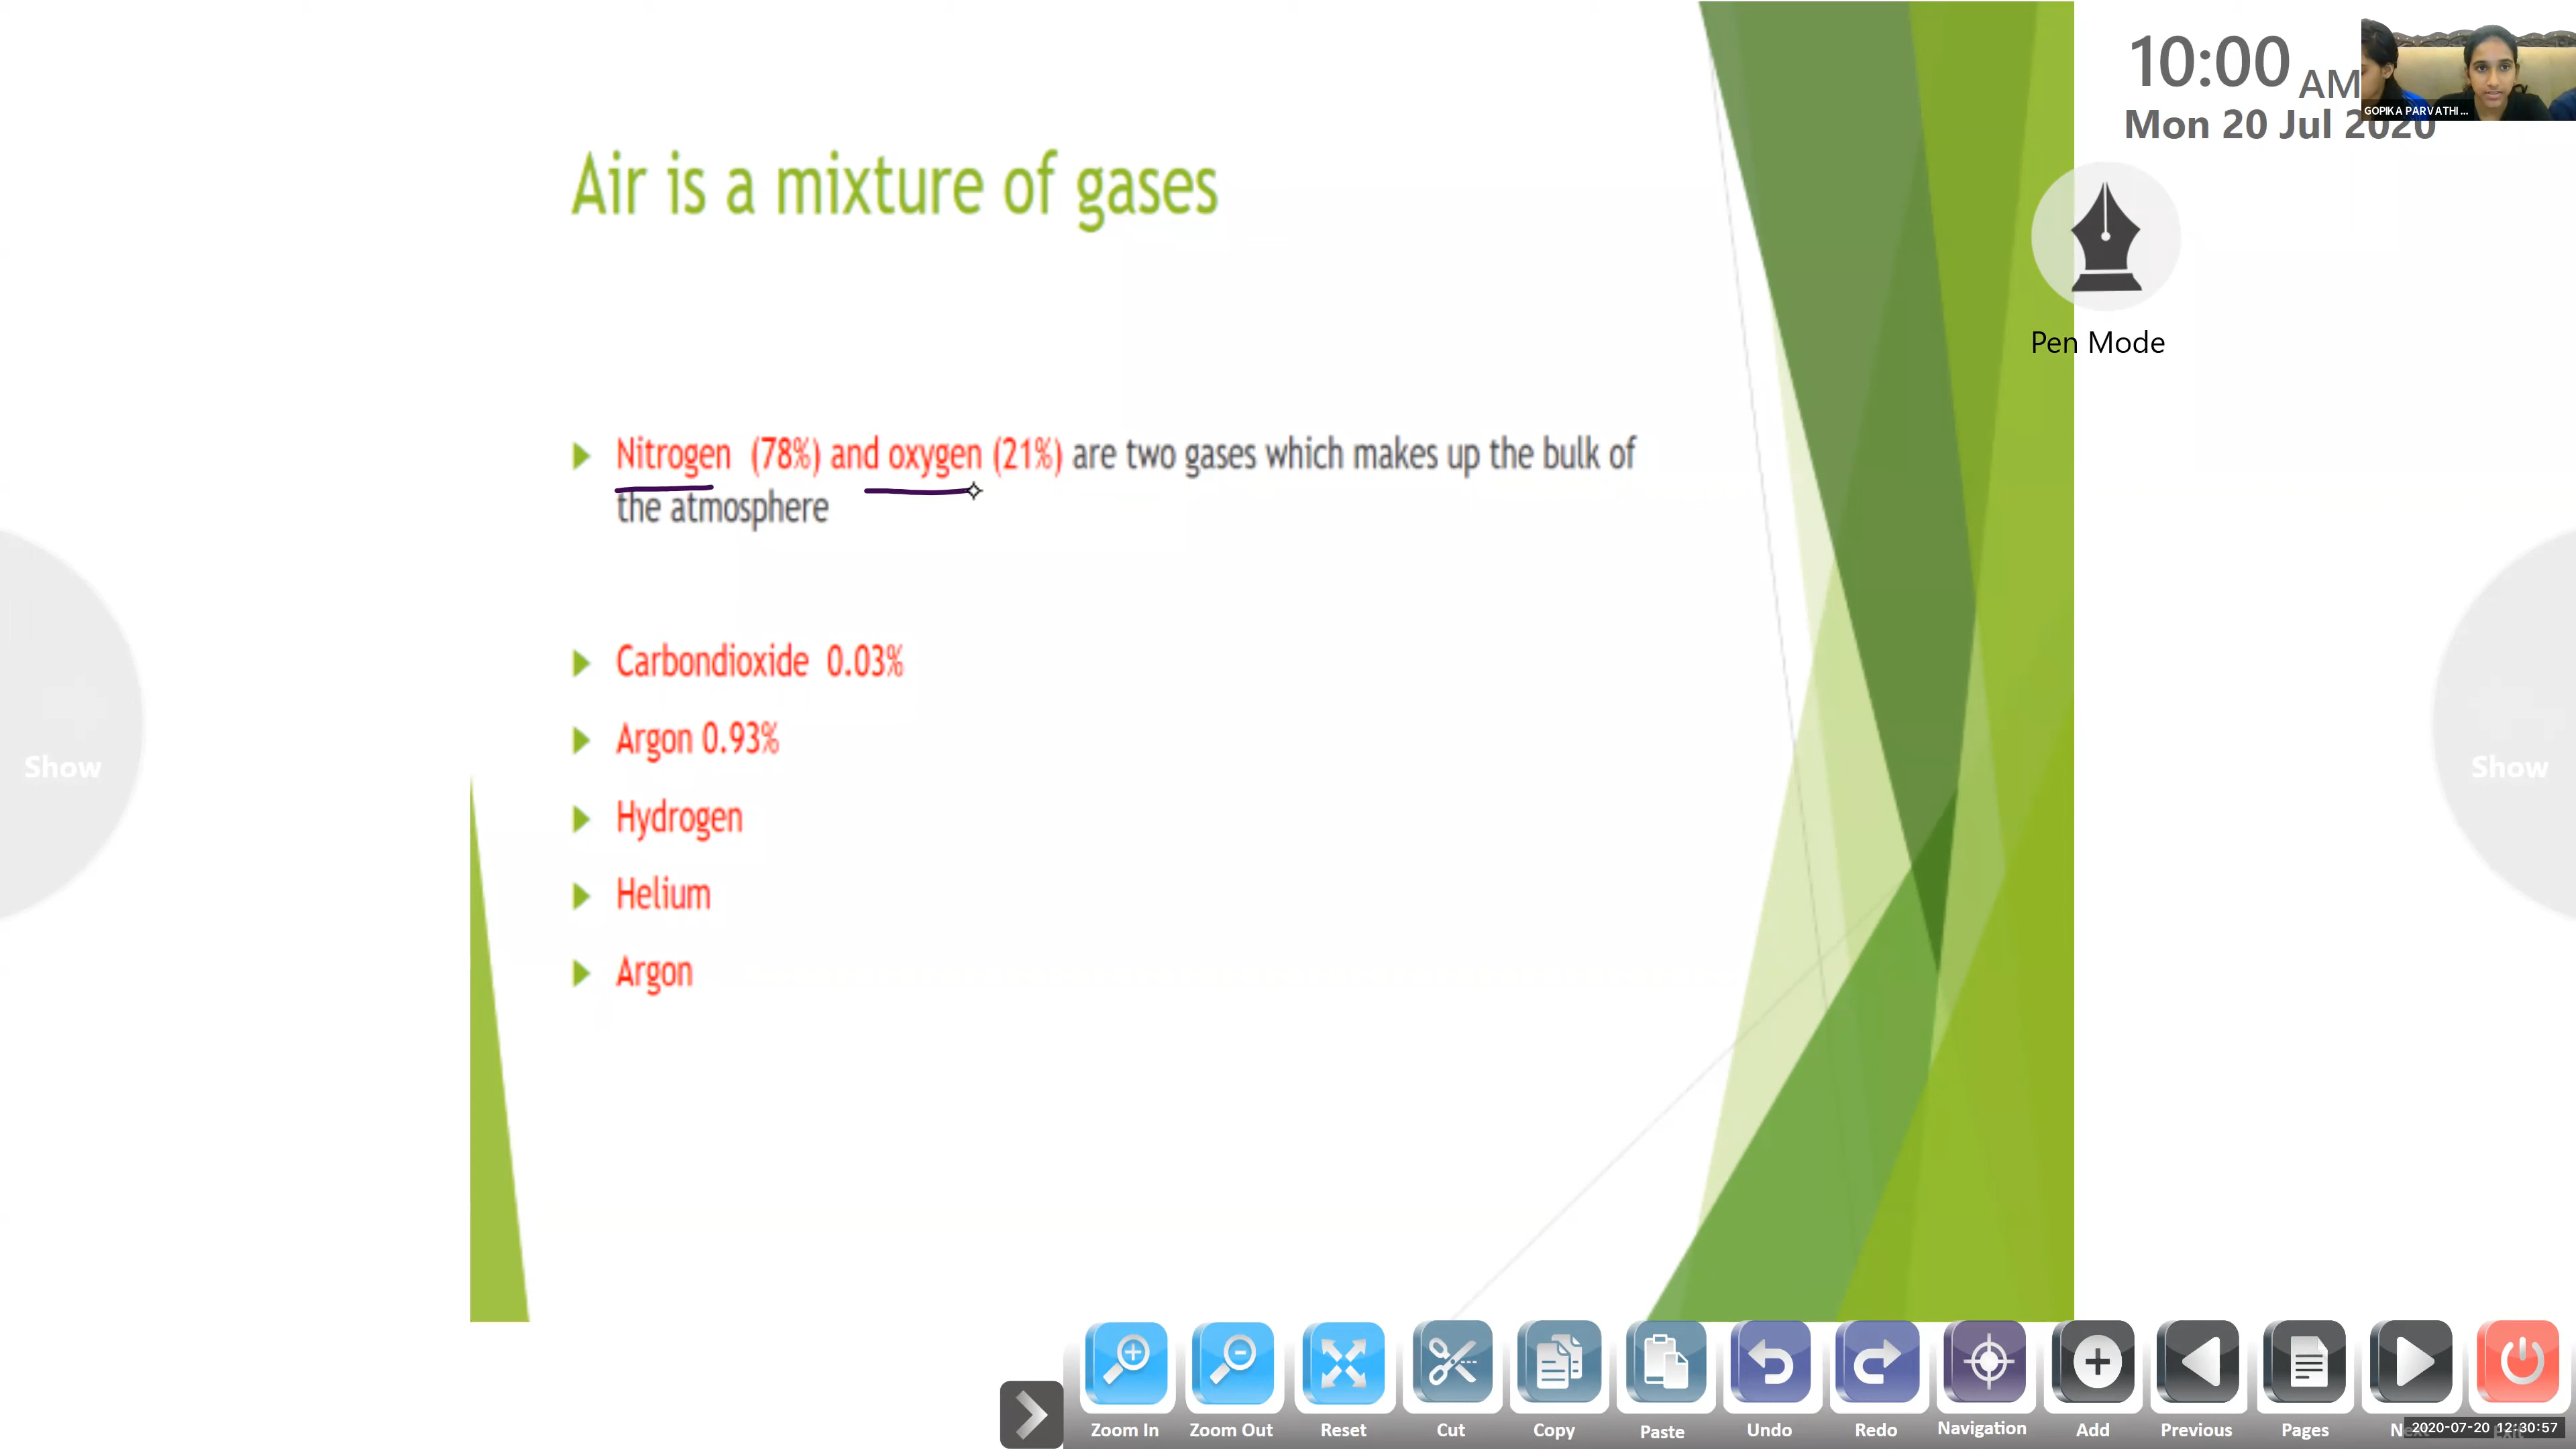 10:00 AM
GOPIKA PARVATHI...
Mon 20 Jul 2020
Air is a mixture of gases
Pen Mode
Nitrogen (78%) and oxygen (21%) are two gases which makes up the bulk of
the atmosphere
Carbondioxide 0.03%
Argon 0.93%
Show
Show
Hydrogen
Helium
Argon
Zoom In Zoom Out Reset Cut Copy Paste Undo Redo Navigation Add Previous Pages
2020-07-20 12:30:57